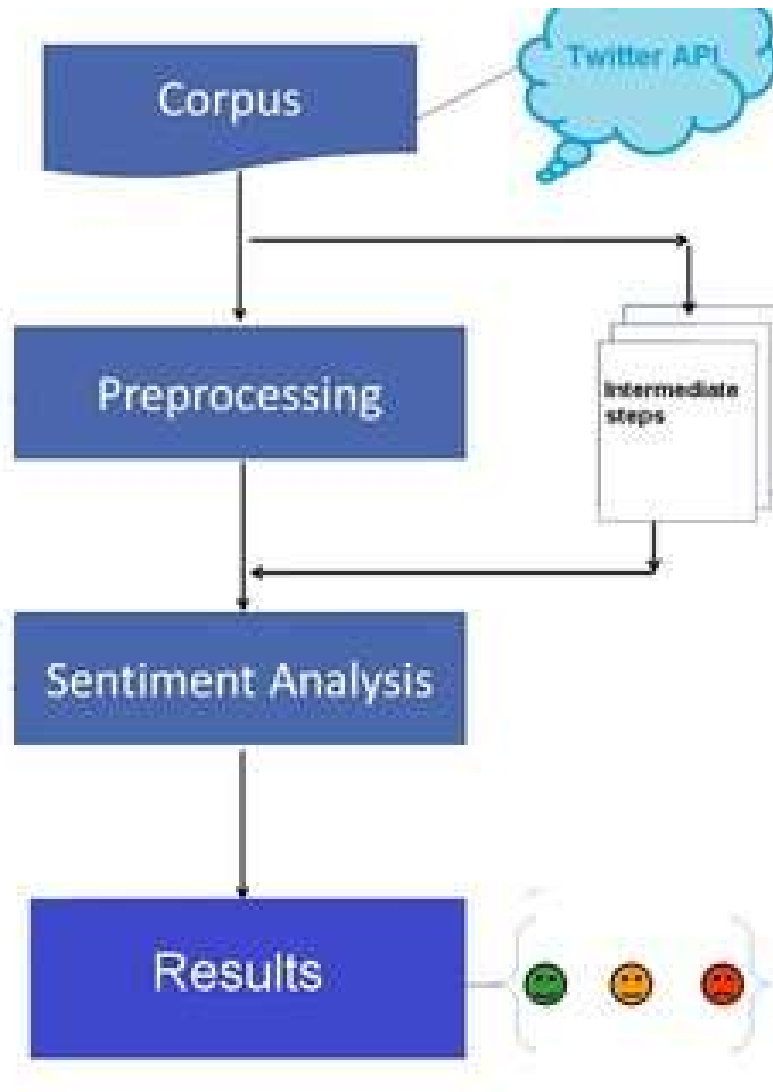 Corpus
Twitter API
Preprocessing
Intermediate
steps
Sentiment Analysis
Results